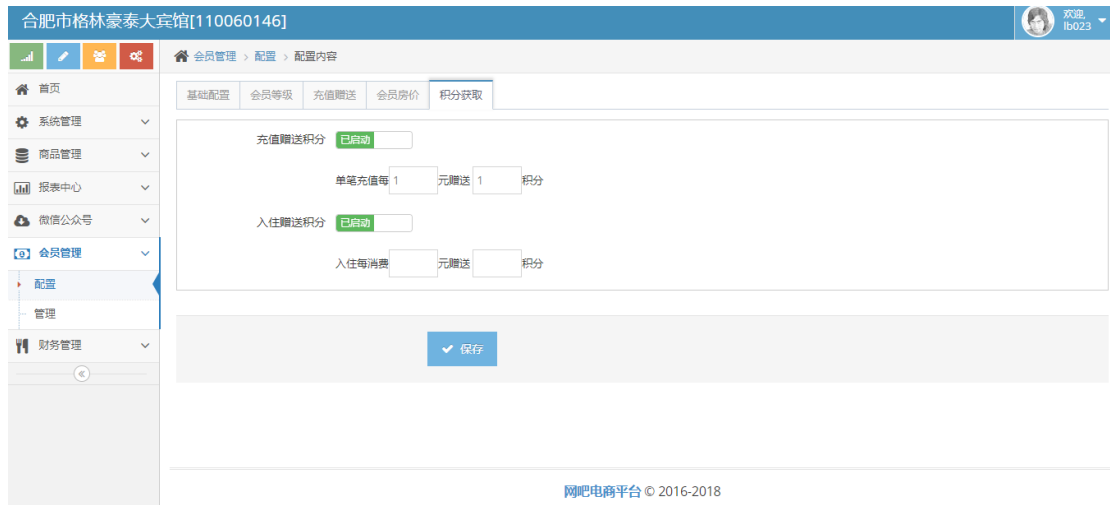 合肥市格林豪泰大宾馆[110060146]
欢迎,
lb023
会员管理 > 配置 > 配置内容
首页
系统管理
商品管理
报表中心
微信公众号
会员管理
配置
管理
财务管理
基础配置 会员等级 充值赠送 会员房价 积分获取
充值赠送积分 已启动
单笔充值每 1 元赠送 1 积分
入住赠送积分 已启动
入住每消费 元赠送 积分
保存
网吧电商平台 © 2016-2018